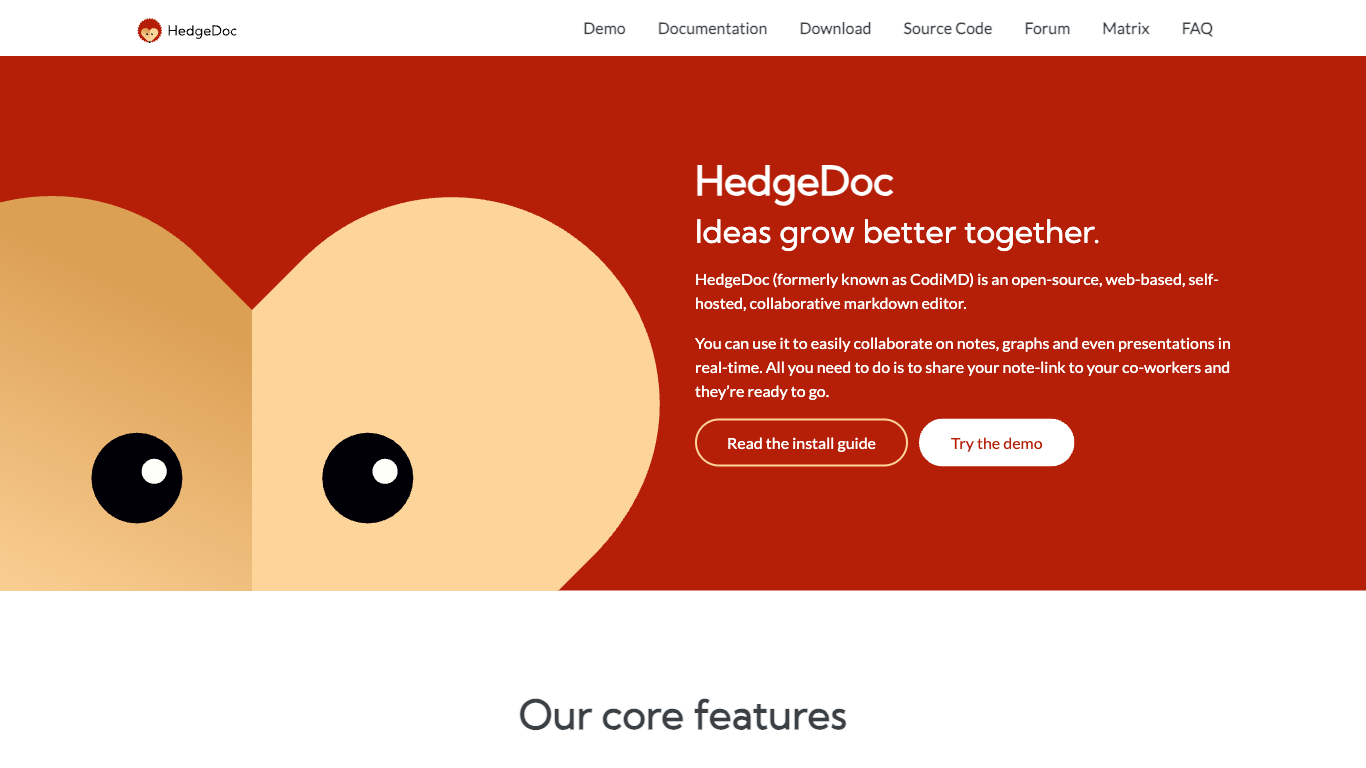 HedgeDoc
Demo
Documentation
Download
Source Code
Forum
Matrix
FAQ
HedgeDoc
Ideas grow better together.
HedgeDoc (formerly known as CodiMD) is an open-source, web-based, self-
hosted, collaborative markdown editor.
You can use it to easily collaborate on notes, graphs and even presentations in
real-time. All you need to do is to share your note-link to your co-workers and
they're ready to go.
Read the install guide
Try the demo
Our core features